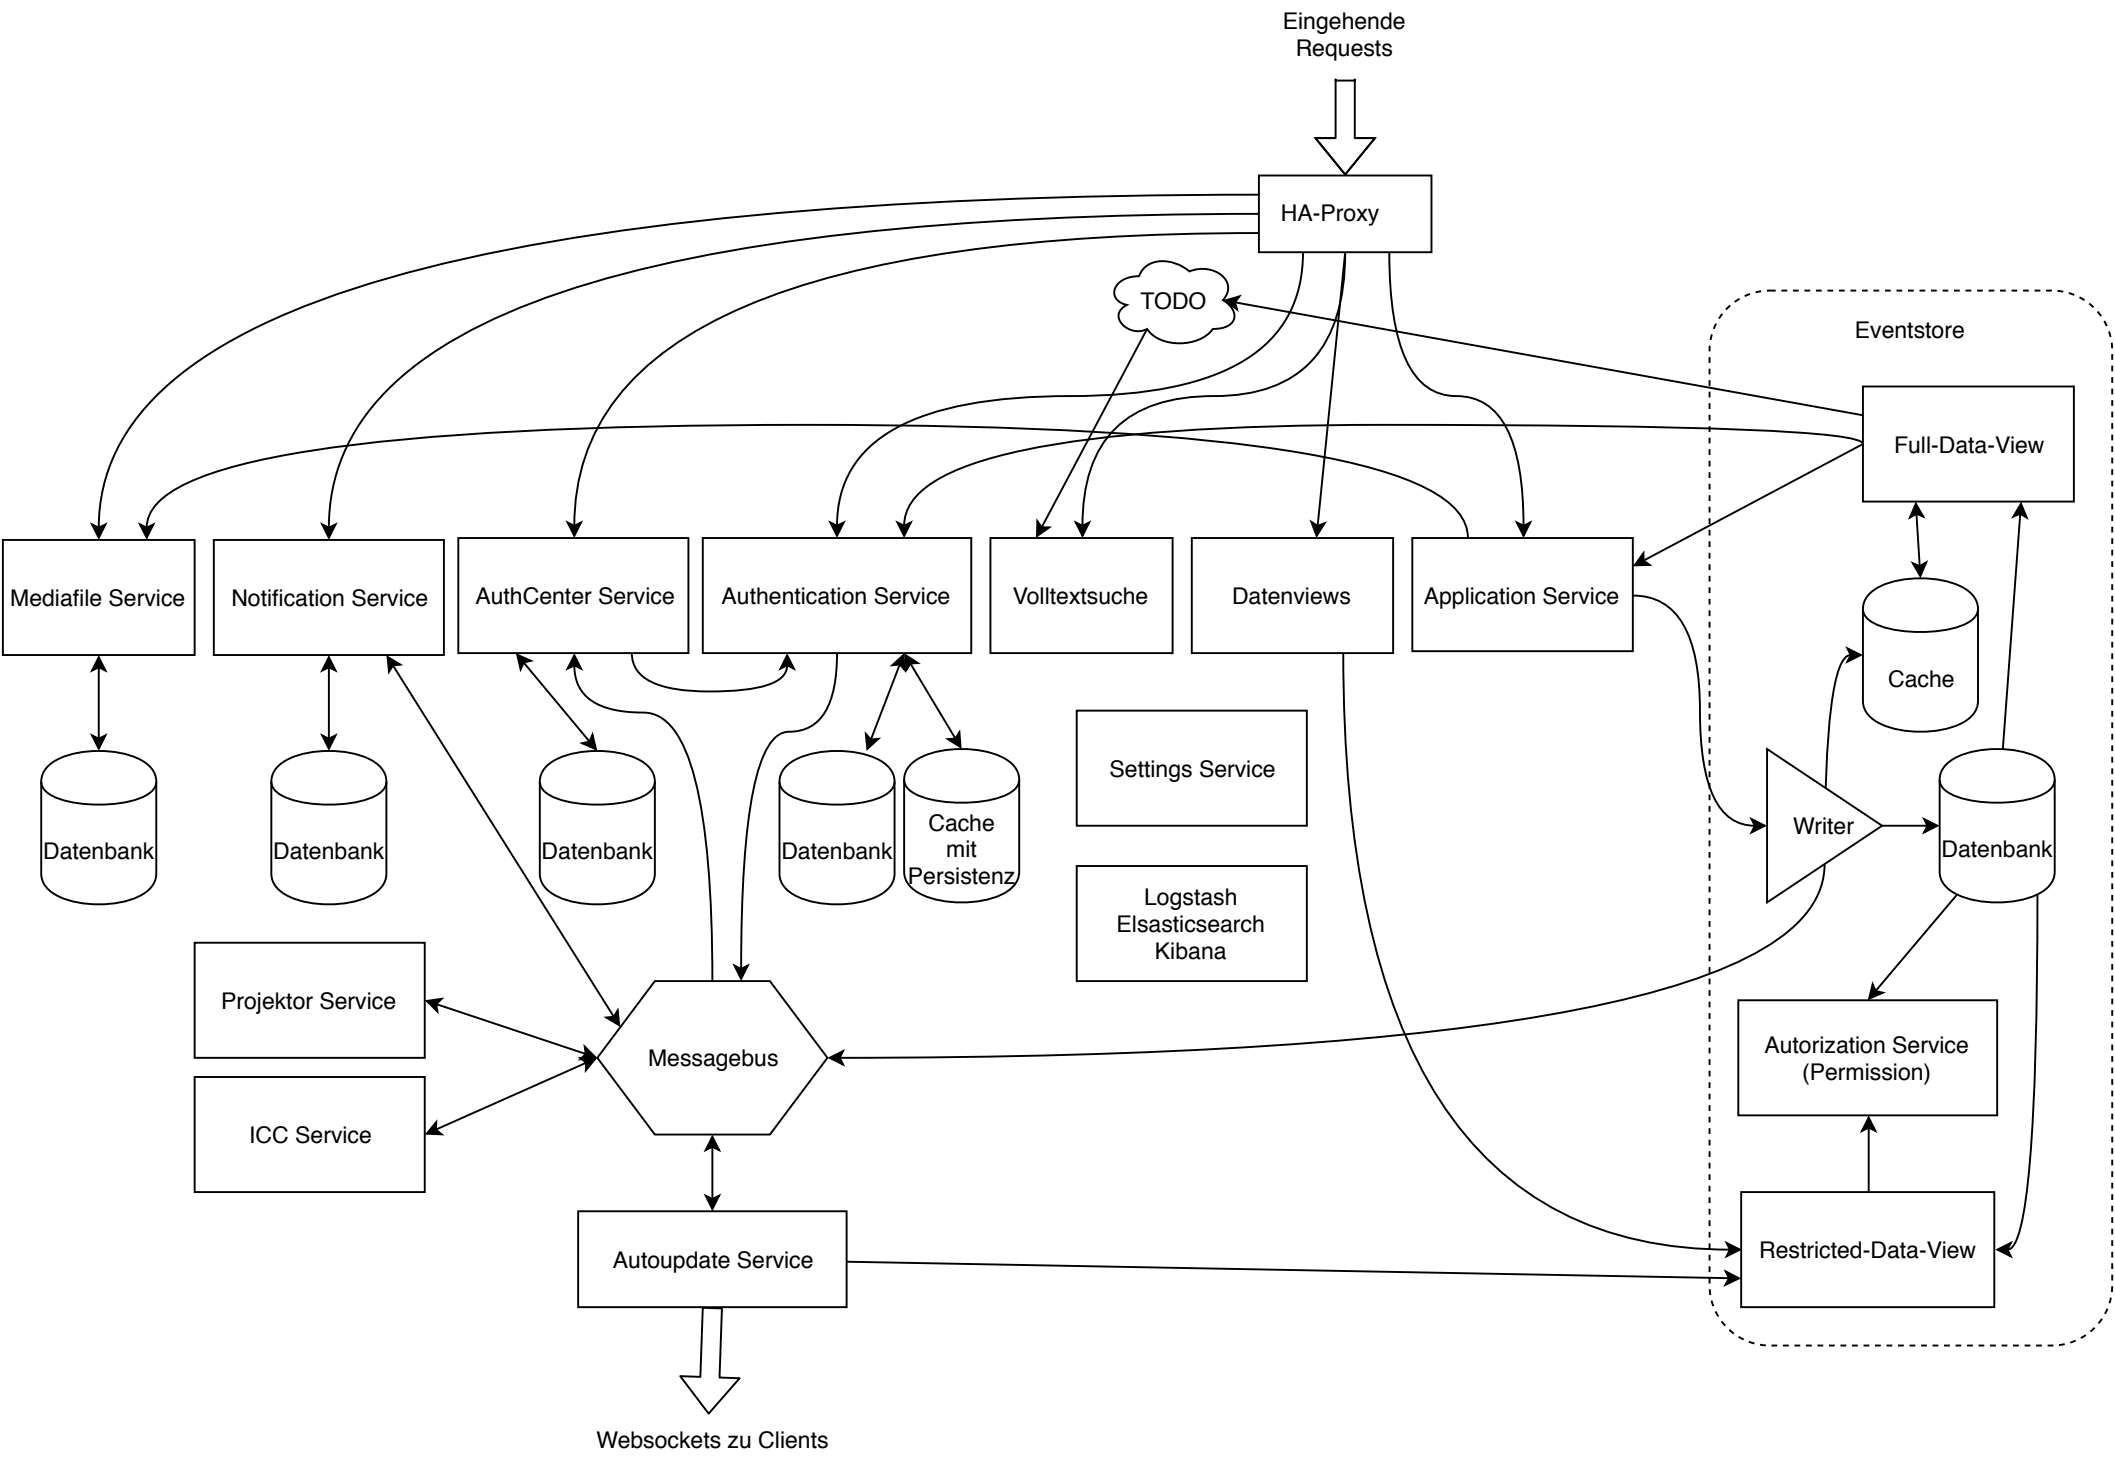 Eingehende
Requests
HA-Proxy
TODO
Eventstore
Full-Data-View
Mediafile Service
Notification Service
AuthCenter Service
Authentication Service
Volltextsuche
Datenviews
Application Service
Cache
Settings Service
Writer
Datenbank
Datenbank
Datenbank
Datenbank
Cache
mit
Persistenz
Datenbank
Logstash
Elsasticsearch
Kibana
Projektor Service
Messagebus
Autorization Service
(Permission)
ICC Service
Autoupdate Service
Restricted-Data-View
Websockets zu Clients